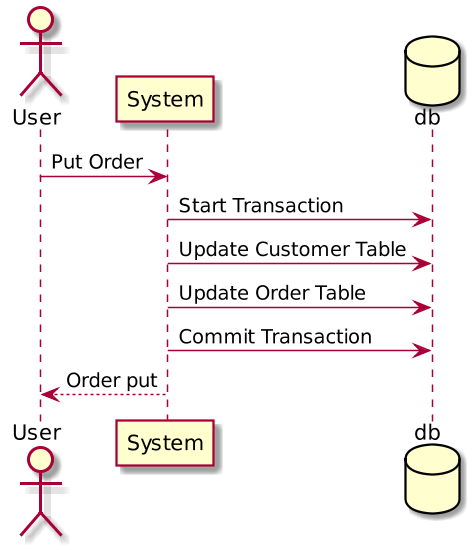 User
System
db
Put Order
Start Transaction
Update Customer Table
Update Order Table
Commit Transaction
Order put
User
System
db